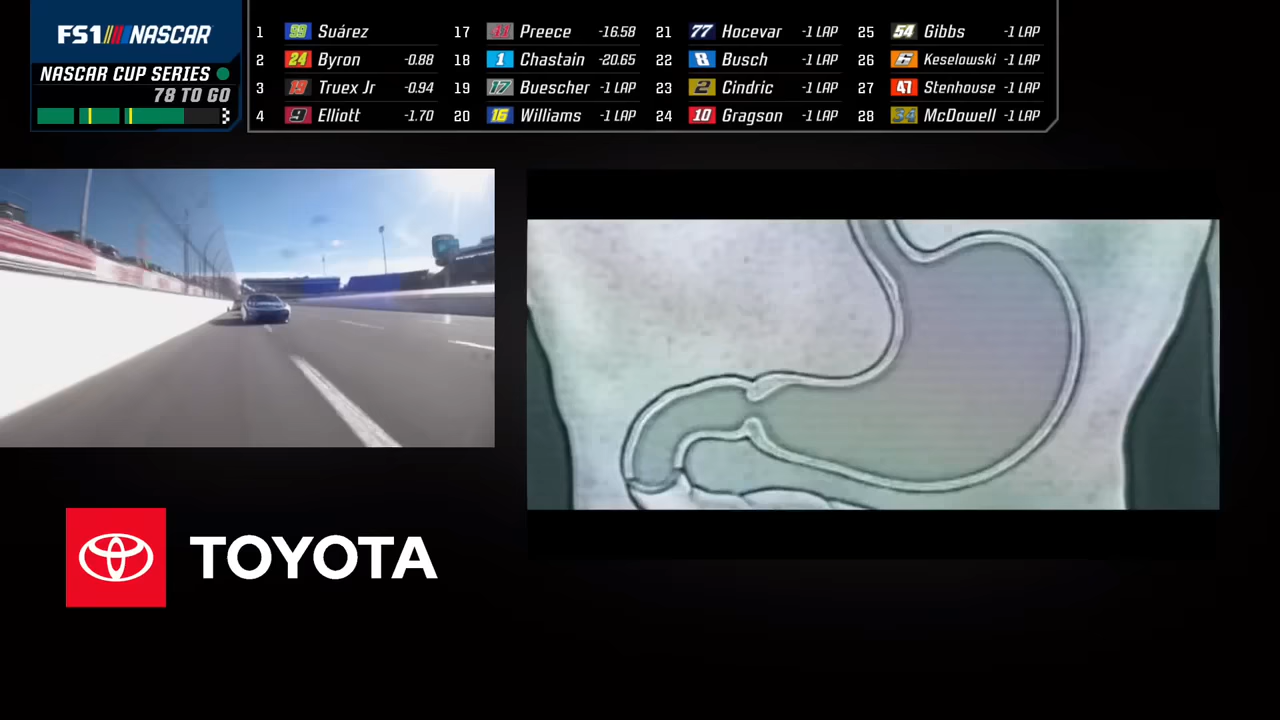 FS1 NASCAR
NASCAR CUP SERIES
78 TO GO
1 99 Suárez
2 24 Byron -0.88
3 19 Truex Jr -0.94
4 9 Elliott -1.70
17 41 Preece -16.58
18 1 Chastain -20.65
19 17 Buescher -1 LAP
20 16 Williams -1 LAP
21 77 Hocevar -1 LAP
22 8 Busch -1 LAP
23 2 Cindric -1 LAP
24 10 Gragson -1 LAP
25 54 Gibbs -1 LAP
26 6 Keselowski -1 LAP
27 47 Stenhouse -1 LAP
28 34 McDowell -1 LAP
TOYOTA